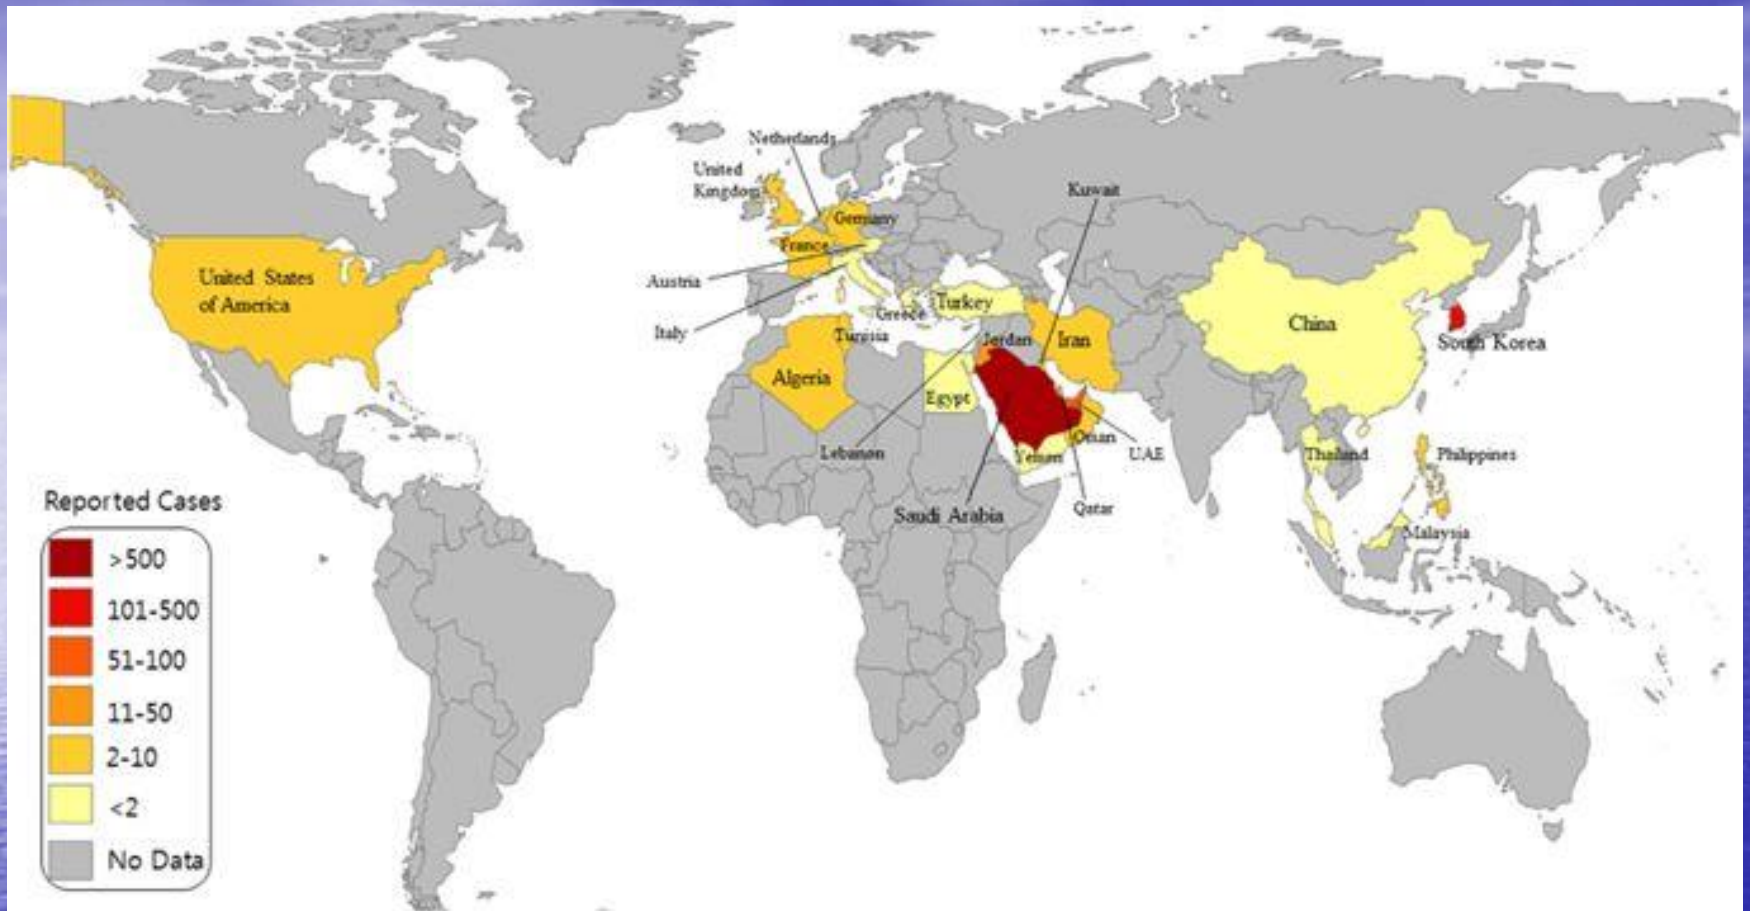 Netherlands
United
Kingdom
Kuwait
Germany
France
United States
of America
Austria
Turkey
Greece
Italy
China
Tunisia
Jordan
Iran
South Korea
Algeria
Egypt
Oman
Lebanon
Yemen
UAE
Thailand
Philippines
Saudi Arabia
Qatar
Malaysia
Reported Cases
>500
101-500
51-100
11-50
2-10
<2
No Data